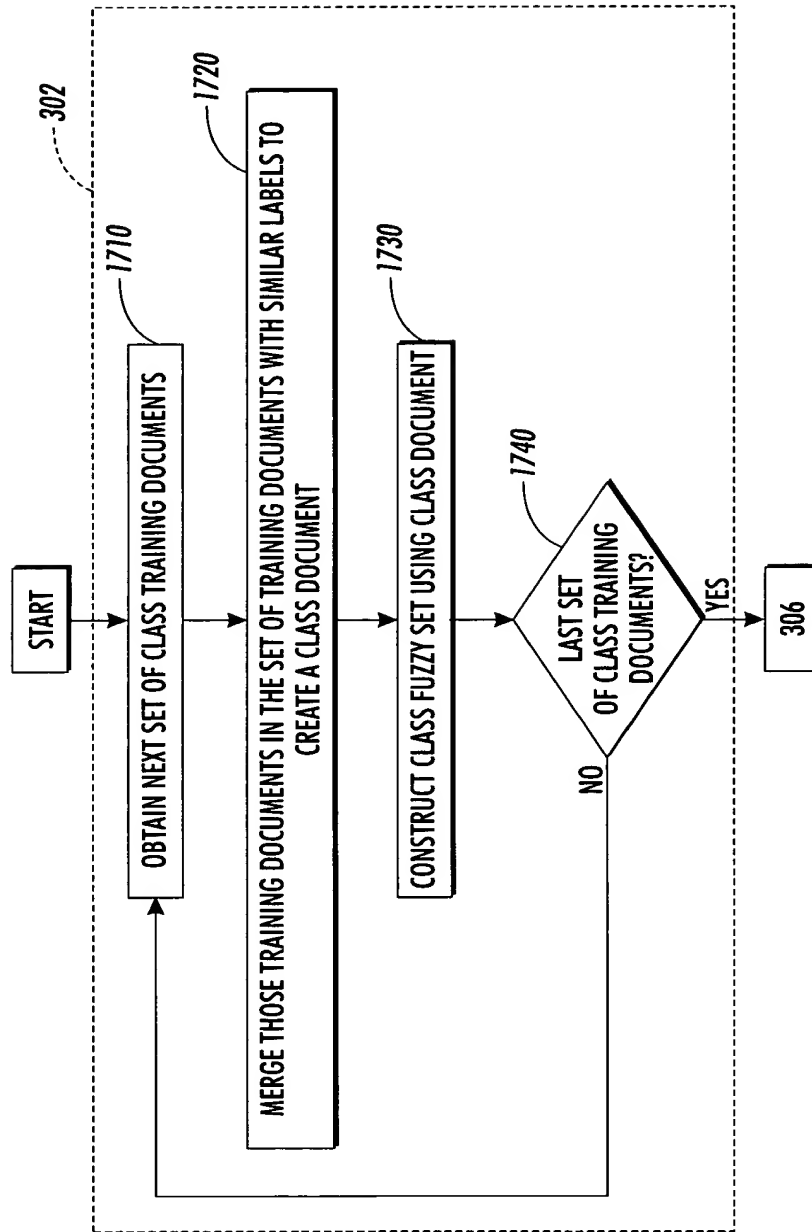 START
302
1710
OBTAIN NEXT SET OF CLASS TRAINING DOCUMENTS
1720
MERGE THOSE TRAINING DOCUMENTS IN THE SET OF TRAINING DOCUMENTS WITH SIMILAR LABELS TO
CREATE A CLASS DOCUMENT
1730
CONSTRUCT CLASS FUZZY SET USING CLASS DOCUMENT
1740
LAST SET
OF CLASS TRAINING
DOCUMENTS?
NO
YES
306